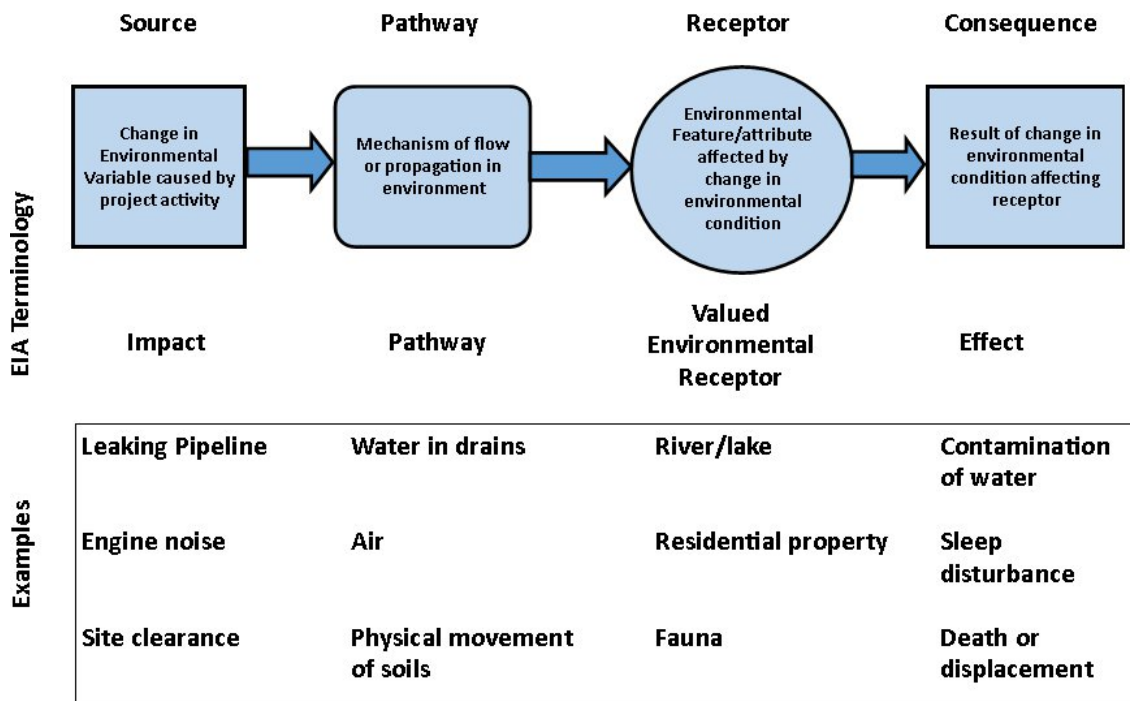 Source
Pathway
Receptor
Consequence
Change in
Environmental
Variable caused by
project activity
Mechanism of flow
or propagation in
environment
Environmental
Feature/attribute
affected by
change in
environmental
condition
Result of change in
environmental
condition affecting
receptor
EIA Terminology
Impact
Pathway
Valued
Environmental
Receptor
Effect
Examples
Leaking Pipeline
Water in drains
River/lake
Contamination
of water
Engine noise
Air
Residential property
Sleep
disturbance
Site clearance
Physical movement
of soils
Fauna
Death or
displacement